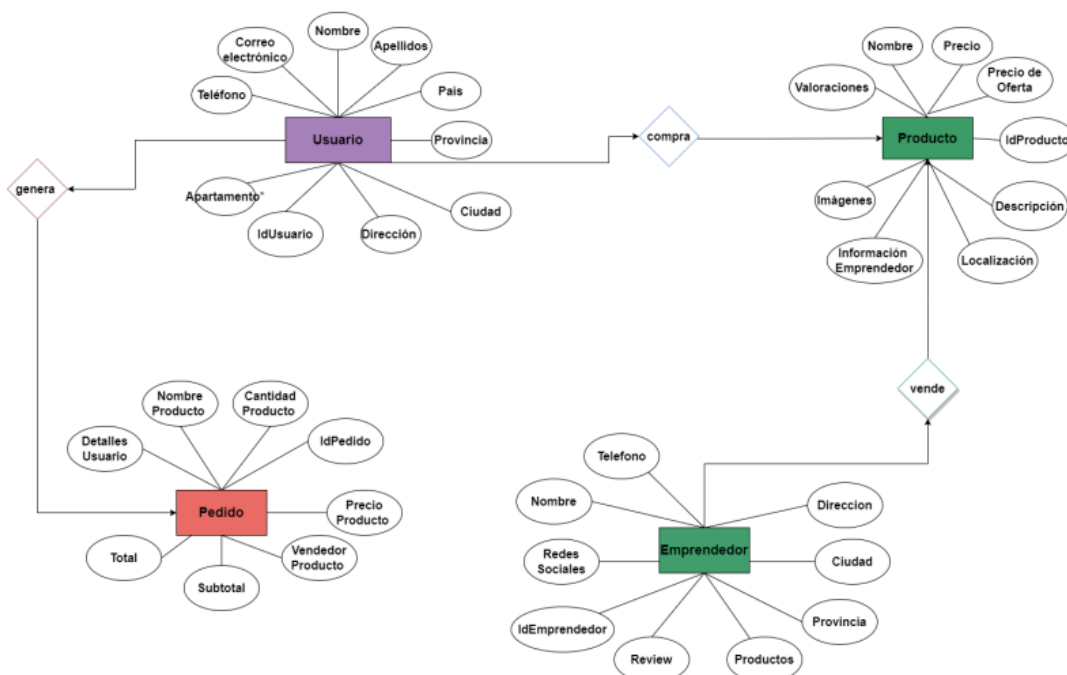 Nombre
Correo
electrónico
Apellidos
Teléfono
Pais
Usuario
Provincia
Apartamento"
IdUsuario
Dirección
Ciudad
genera
compra
Nombre
Precio
Valoraciones
Precio de
Oferta
Producto
IdProducto
Imágenes
Descripción
Información
Emprendedor
Localización
vende
Nombre
Producto
Cantidad
Producto
Detalles
Usuario
IdPedido
Pedido
Precio
Producto
Total
Vendedor
Producto
Subtotal
Telefono
Nombre
Direccion
Emprendedor
Redes
Sociales
Ciudad
IdEmprendedor
Provincia
Review
Productos